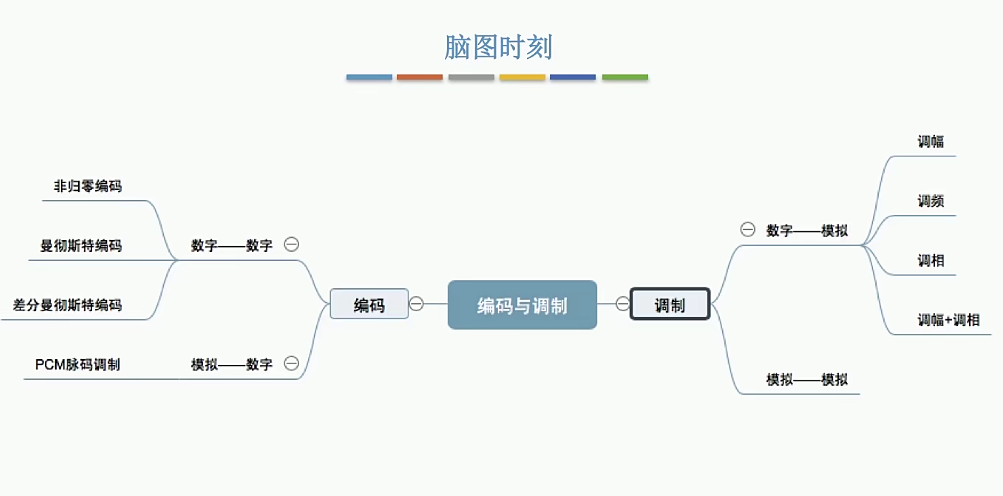 脑图时刻
非归零编码
曼彻斯特编码
差分曼彻斯特编码
数字——数字
PCM脉码调制
模拟——数字
编码
编码与调制
调制
数字——模拟
调幅
调频
调相
调幅+调相
模拟——模拟